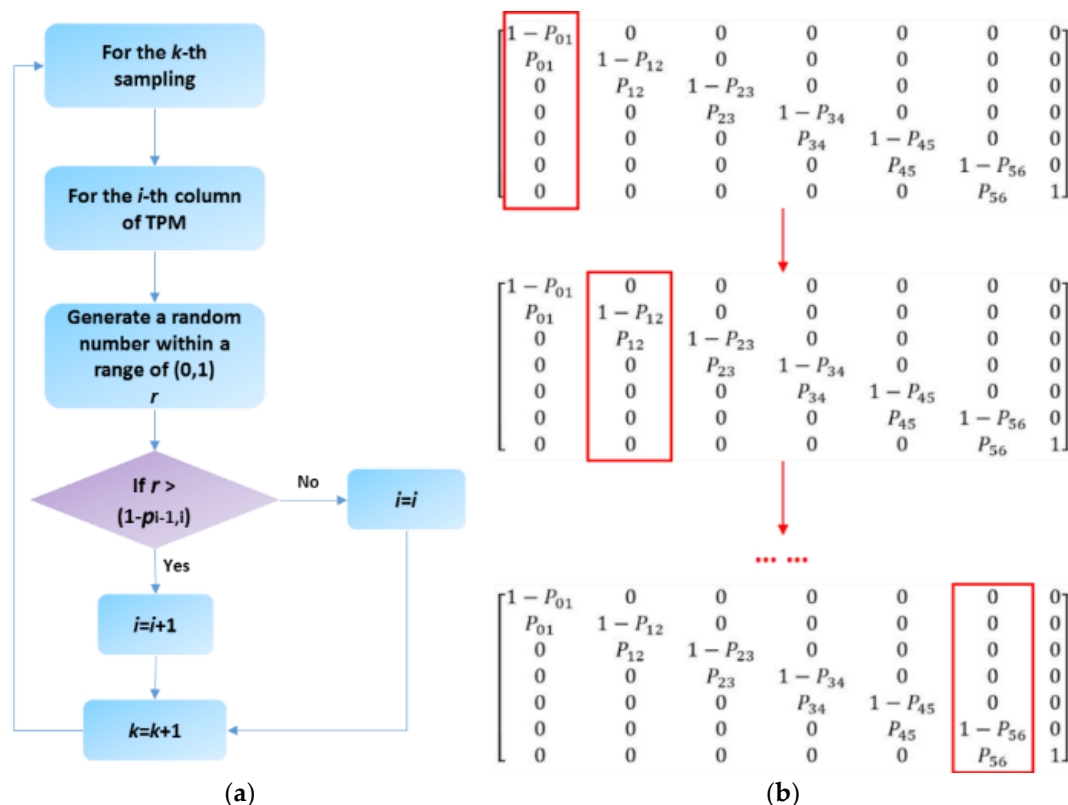 For the k-th
sampling
For the i-th column
of TPM
Generate a random
number within a
range of (0,1)
r
If r >
(1-pi-1,i)
No
i=i
Yes
i=i+1
k=k+1
(a)
1 − P01 0 0 0 0 0 0
P01 1 − P12 0 0 0 0 0
0 P12 1 − P23 0 0 0 0
0 0 P23 1 − P34 0 0 0
0 0 0 P34 1 − P45 0 0
0 0 0 0 P45 1 − P56 0
0 0 0 0 0 P56 1
1 − P01 0 0 0 0 0 0
P01 1 − P12 0 0 0 0 0
0 P12 1 − P23 0 0 0 0
0 0 P23 1 − P34 0 0 0
0 0 0 P34 1 − P45 0 0
0 0 0 0 P45 1 − P56 0
0 0 0 0 0 P56 1
... ...
1 − P01 0 0 0 0 0 0
P01 1 − P12 0 0 0 0 0
0 P12 1 − P23 0 0 0 0
0 0 P23 1 − P34 0 0 0
0 0 0 P34 1 − P45 0 0
0 0 0 0 P45 1 − P56 0
0 0 0 0 0 P56 1
(b)